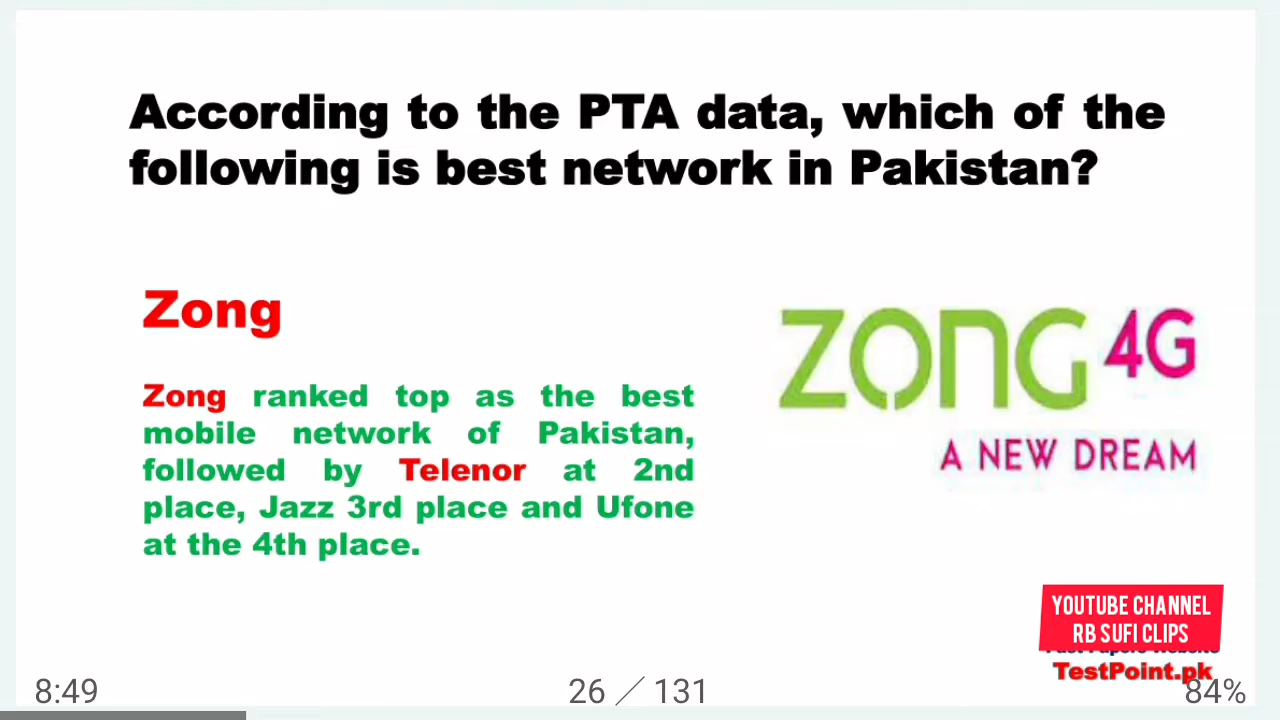 According to the PTA data, which of the
following is best network in Pakistan?
Zong
Zong ranked top as the best
mobile network of Pakistan,
followed by Telenor at 2nd
place, Jazz 3rd place and Ufone
at the 4th place.
ZONG 4G
A NEW DREAM
YOUTUBE CHANNEL
RB SUFI CLIPS
TestPoint.pk
8:49
26 / 131
84%